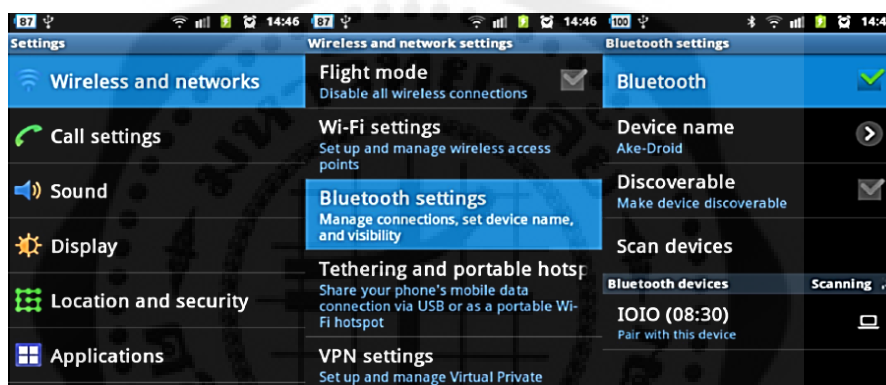 87 14:46
Settings
Wireless and networks
Call settings
Sound
Display
Location and security
Applications
87 14:46
Wireless and network settings
Flight mode
Disable all wireless connections
Wi-Fi settings
Set up and manage wireless access
points
Bluetooth settings
Manage connections, set device name,
and visibility
Tethering and portable hotsp
Share your phone's mobile data
connection via USB or as a portable Wi-
Fi hotspot
VPN settings
Set up and manage Virtual Private
100 14:4
Bluetooth settings
Bluetooth
Device name
Ake-Droid
Discoverable
Make device discoverable
Scan devices
Bluetooth devices Scanning
IOIO (08:30)
Pair with this device